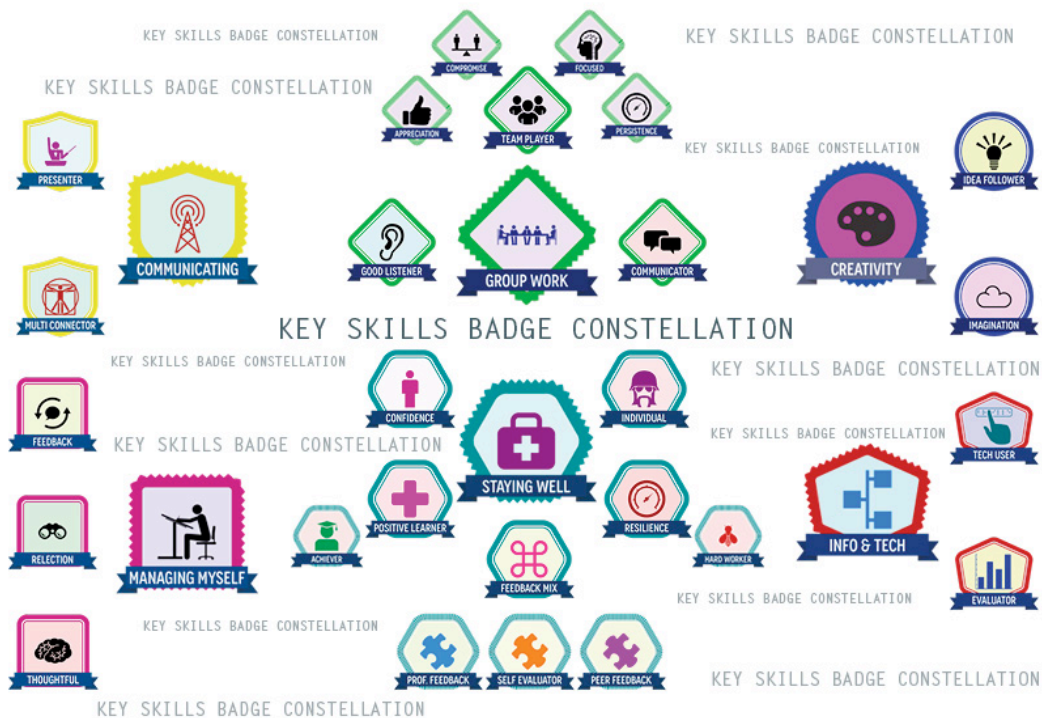 KEY SKILLS BADGE CONSTELLATION
KEY SKILLS BADGE CONSTELLATION
COMPROMISE
FOCUSED
KEY SKILLS BADGE CONSTELLATION
APPRECIATION
TEAM PLAYER
PERSISTENCE
KEY SKILLS BADGE CONSTELLATION
PRESENTER
IDEA FOLLOWER
COMMUNICATING
GOOD LISTENER
GROUP WORK
COMMUNICATOR
CREATIVITY
MULTI CONNECTOR
IMAGINATION
KEY SKILLS BADGE CONSTELLATION
KEY SKILLS BADGE CONSTELLATION
KEY SKILLS BADGE CONSTELLATION
CONFIDENCE
INDIVIDUAL
FEEDBACK
KEY SKILLS BADGE CONSTELLATION
KEY SKILLS BADGE CONSTELLATION
TECH USER
STAYING WELL
POSITIVE LEARNER
RESILIENCE
INFO & TECH
RELECTION
ACHIEVER
HARD WORKER
MANAGING MYSELF
FEEDBACK MIX
EVALUATOR
KEY SKILLS BADGE CONSTELLATION
KEY SKILLS BADGE CONSTELLATION
THOUGHTFUL
PROF. FEEDBACK
SELF EVALUATOR
PEER FEEDBACK
KEY SKILLS BADGE CONSTELLATION
KEY SKILLS BADGE CONSTELLATION